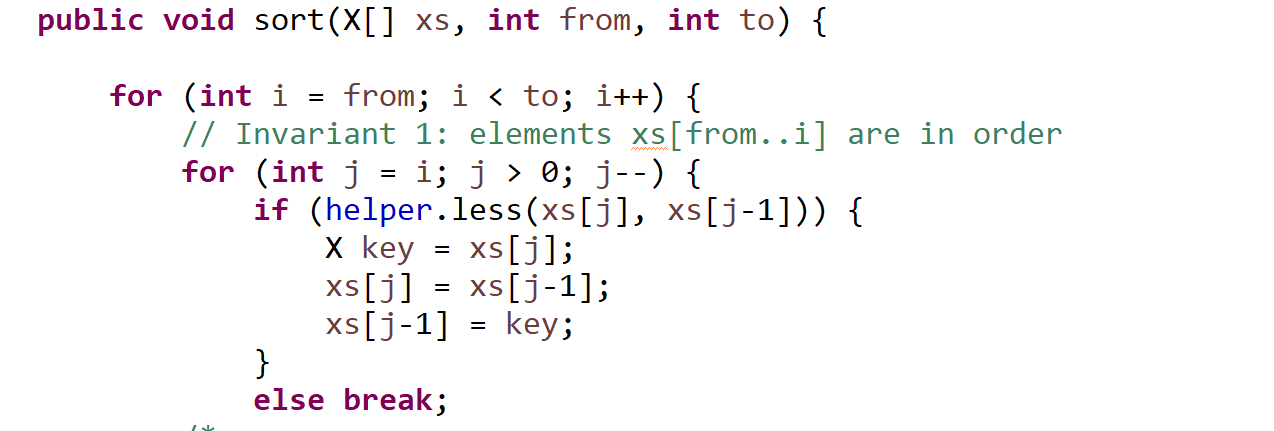 public void sort(X[] xs, int from, int to) {
for (int i = from; i < to; i++) {
// Invariant 1: elements xs[from..i] are in order
for (int j = i; j > 0; j--) {
if (helper.less(xs[j], xs[j-1])) {
X key = xs[j];
xs[j] = xs[j-1];
xs[j-1] = key;
}
else break;
/*